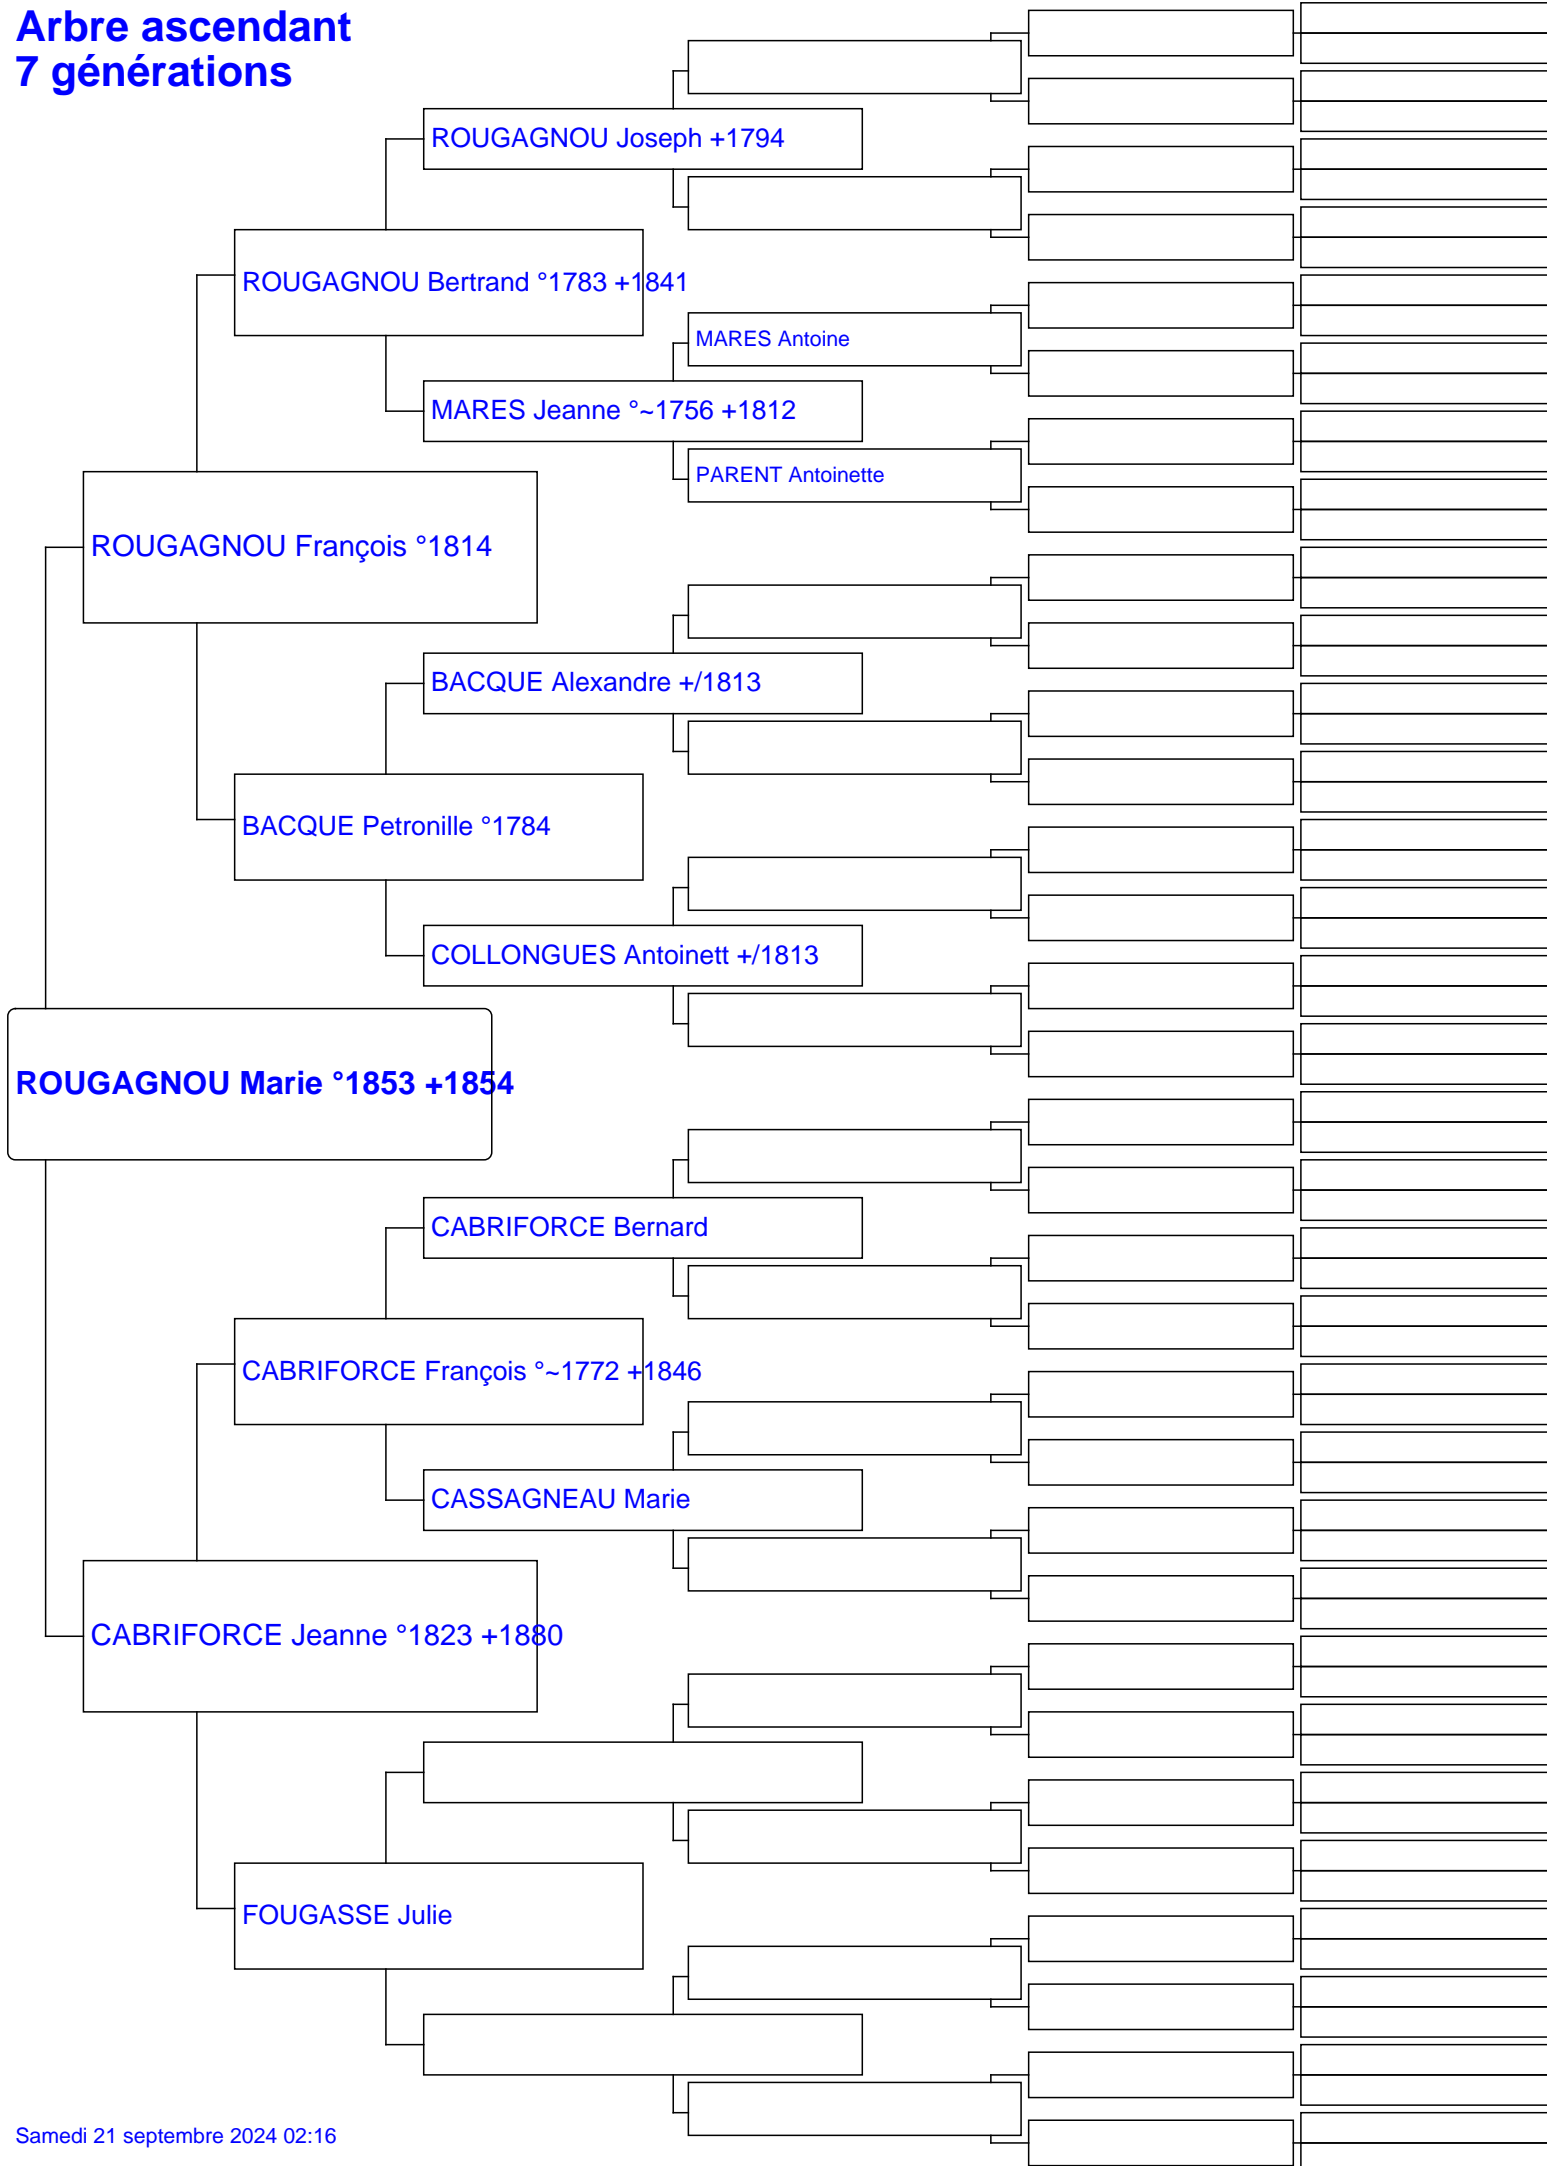 Arbre ascendant
7 générations
ROUGAGNOU Joseph +1794
ROUGAGNOU Bertrand °1783 +1841
MARES Antoine
MARES Jeanne °~1756 +1812
PARENT Antoinette
ROUGAGNOU François °1814
BACQUE Alexandre +/1813
BACQUE Petronille °1784
COLLONGUES Antoinett +/1813
ROUGAGNOU Marie °1853 +1854
CABRIFORCE Bernard
CABRIFORCE François °~1772 +1846
CASSAGNEAU Marie
CABRIFORCE Jeanne °1823 +1880
FOUGASSE Julie
Samedi 21 septembre 2024 02:16